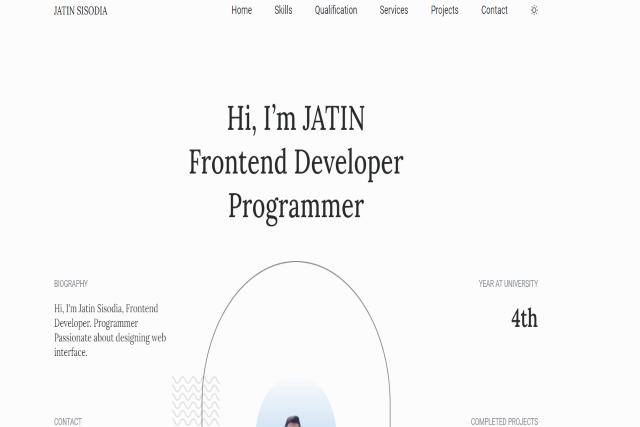 JATIN SISODIA
Home Skills Qualification Services Projects Contact
Hi, I'm JATIN
Frontend Developer
Programmer
BIOGRAPHY
Hi, I'm Jatin Sisodia, Frontend
Developer. Programmer
Passionate about designing web
interface.
YEAR AT UNIVERSITY
4th
CONTACT
COMPLETED PROJECTS